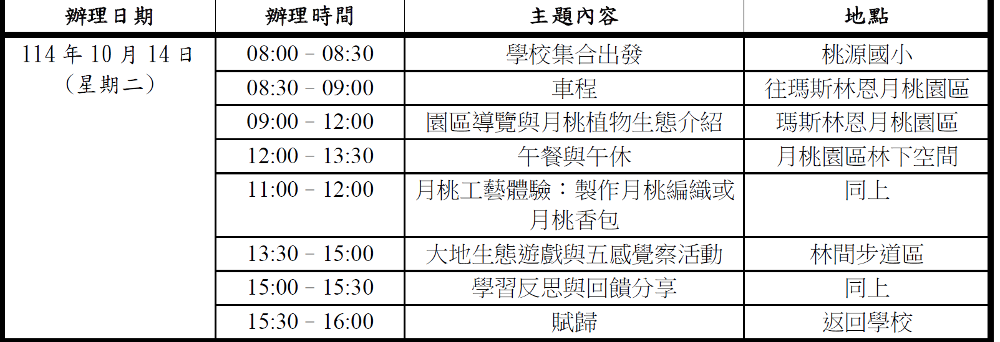 辦理日期 辦理時間 主題內容 地點
114 年 10 月 14 日 08:00 – 08:30 學校集合出發 桃源國小
（星期二） 08:30 – 09:00 車程 往瑪斯林恩月桃園區
09:00 – 12:00 園區導覽與月桃植物生態介紹 瑪斯林恩月桃園區
12:00 – 13:30 午餐與午休 月桃園區林下空間
11:00 – 12:00 月桃工藝體驗：製作月桃編織或 同上
月桃香包
13:30 – 15:00 大地生態遊戲與五感覺察活動 林間步道區
15:00 – 15:30 學習反思與回饋分享 同上
15:30 – 16:00 賦歸 返回學校